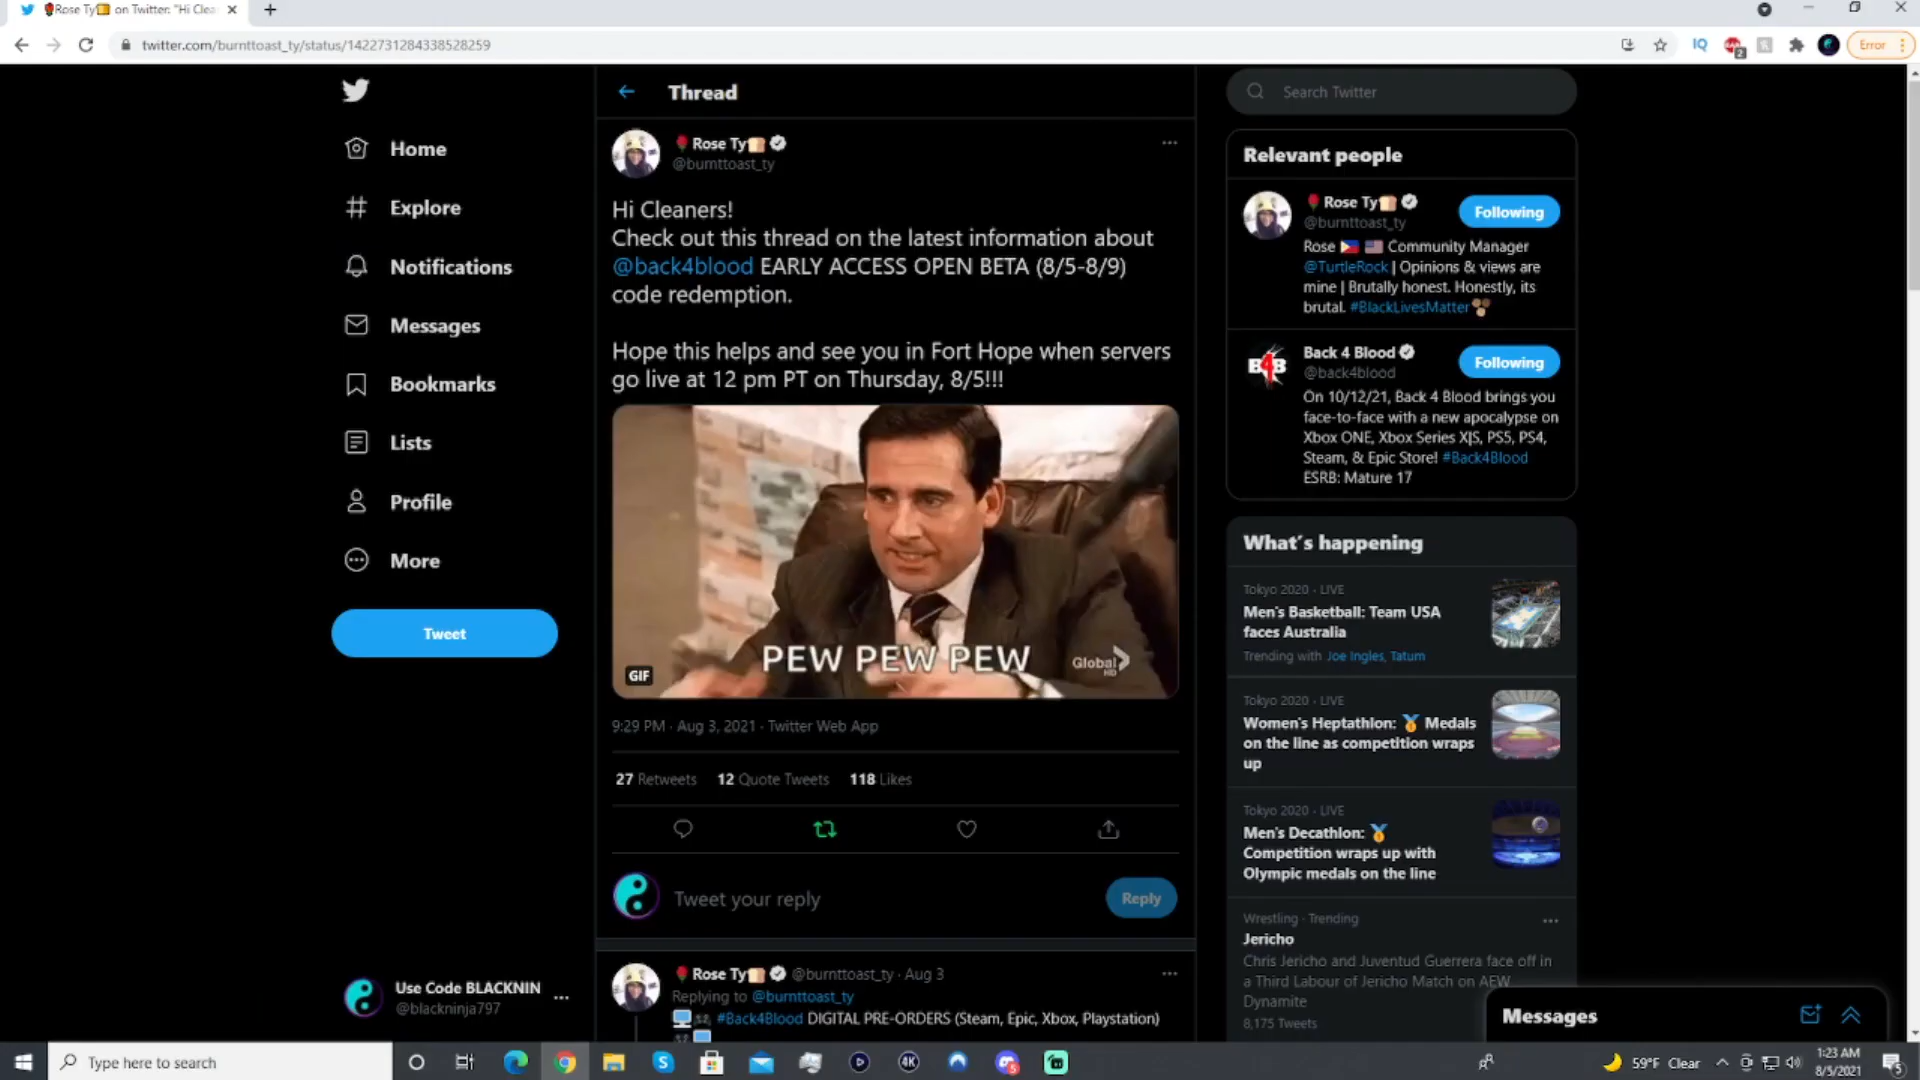 Rose Ty on Twitter: "Hi Clea
twitter.com/burnttoast_ty/status/1422731284338528259
IQ
2
Error
Home
Explore
Notifications
Messages
Bookmarks
Lists
Profile
More
Tweet
Use Code BLACKNIN
@blackninja797
Thread
Rose Ty
@burnttoast_ty
Hi Cleaners!
Check out this thread on the latest information about
@back4blood EARLY ACCESS OPEN BETA (8/5-8/9)
code redemption.
Hope this helps and see you in Fort Hope when servers
go live at 12 pm PT on Thursday, 8/5!!!
PEW PEW PEW
Global
HD
GIF
9:29 PM · Aug 3, 2021 · Twitter Web App
27 Retweets 12 Quote Tweets 118 Likes
Tweet your reply
Reply
Rose Ty @burnttoast_ty · Aug 3
Replying to @burnttoast_ty
#Back4Blood DIGITAL PRE-ORDERS (Steam, Epic, Xbox, Playstation)
Search Twitter
Relevant people
Rose Ty
@burnttoast_ty
Following
Rose Community Manager
@TurtleRock | Opinions & views are
mine | Brutally honest. Honestly, its
brutal. #BlackLivesMatter
B4B
Back 4 Blood
@back4blood
Following
On 10/12/21, Back 4 Blood brings you
face-to-face with a new apocalypse on
Xbox ONE, Xbox Series X|S, PS5, PS4,
Steam, & Epic Store! #Back4Blood
ESRB: Mature 17
What's happening
Tokyo 2020 · LIVE
Men's Basketball: Team USA
faces Australia
Trending with Joe Ingles, Tatum
Tokyo 2020 · LIVE
Women's Heptathlon: Medals
on the line as competition wraps
up
Tokyo 2020 · LIVE
Men's Decathlon:
Competition wraps up with
Olympic medals on the line
Wrestling · Trending
Jericho
Chris Jericho and Juventud Guerrera face off in
a Third Labour of Jericho Match on AEW
Dynamite
8,175 Tweets
Messages
Type here to search
4K
5
59°F Clear
1:23 AM
8/5/2021
5